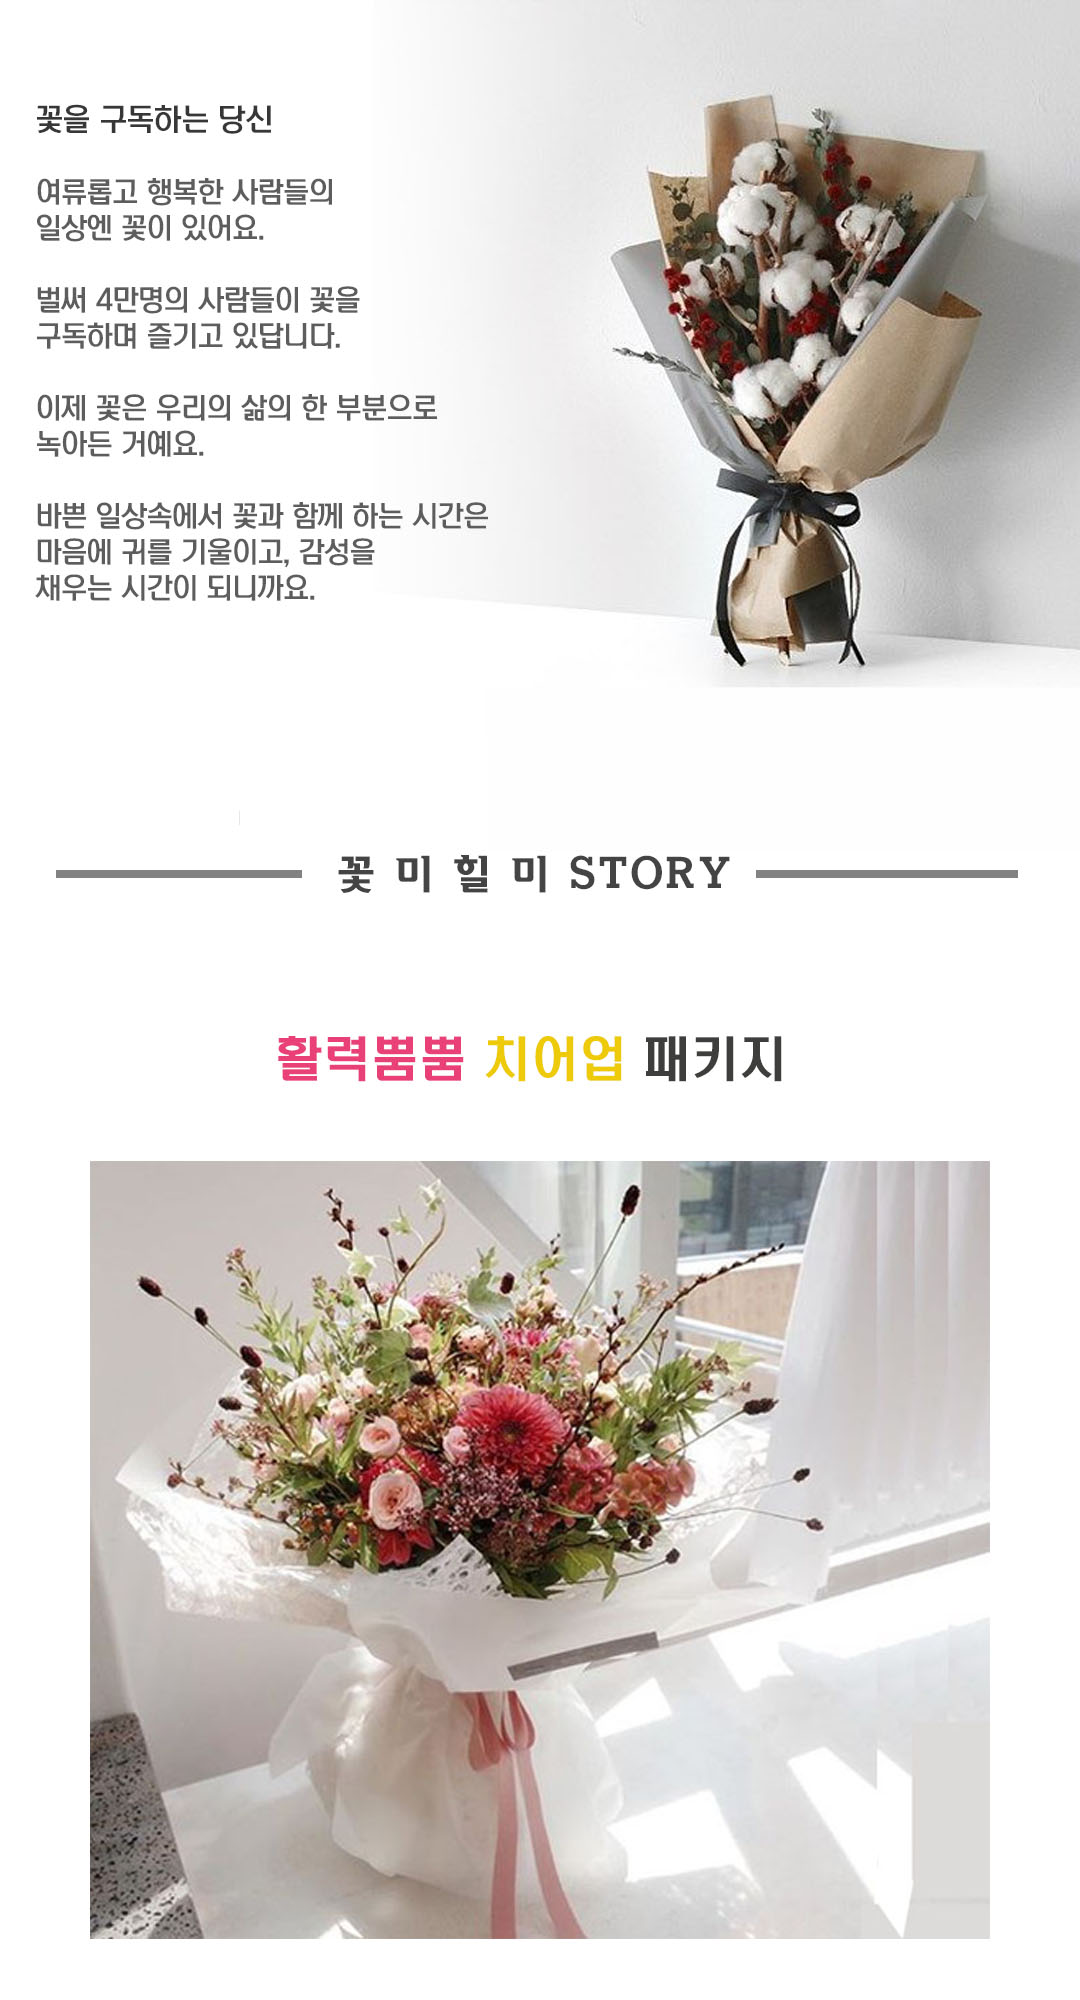 꽃을 구독하는 당신
여류롭고 행복한 사람들의
일상엔 꽃이 있어요.
벌써 4만명의 사람들이 꽃을
구독하며 즐기고 있답니다.
이제 꽃은 우리의 삶의 한 부분으로
녹아든 거예요.
바쁜 일상속에서 꽃과 함께 하는 시간은
마음에 귀를 기울이고, 감성을
채우는 시간이 되니까요.
꽃 미 힐 미 STORY
활력뿜뿜 치어업 패키지